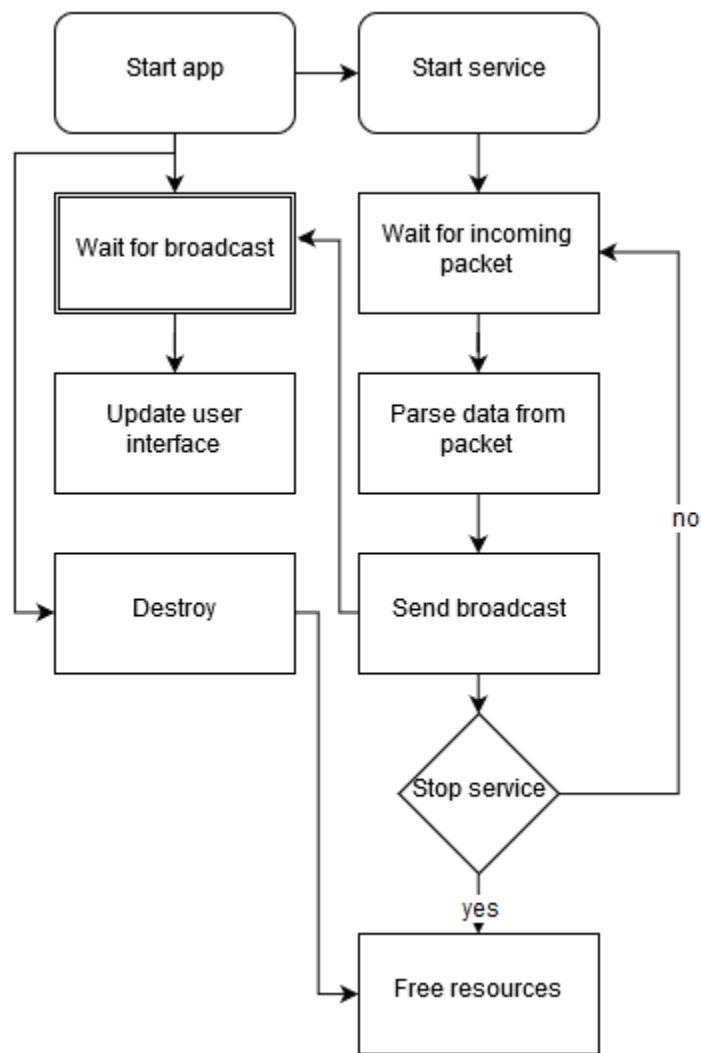 Start app
Start service
Wait for broadcast
Wait for incoming
packet
Update user
interface
Parse data from
packet
no
Destroy
Send broadcast
Stop service
yes
Free resources